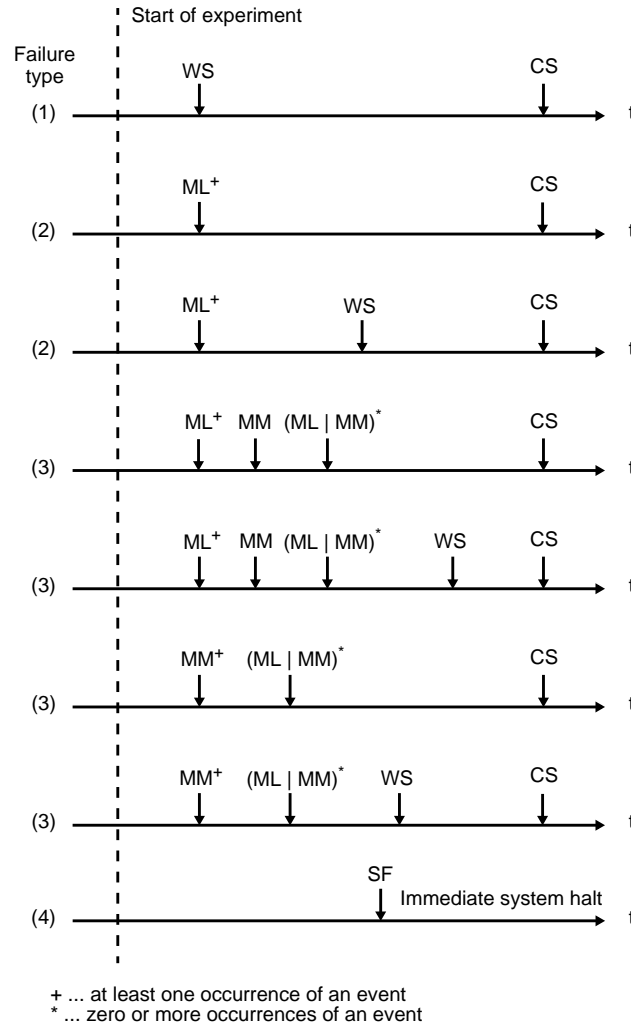 Start of experiment
Failure
type
WS CS
(1) t
ML+ CS
(2) t
ML+ WS CS
(2) t
ML+ MM (ML | MM)* CS
(3) t
ML+ MM (ML | MM)* WS CS
(3) t
MM+ (ML | MM)* CS
(3) t
MM+ (ML | MM)* WS CS
(3) t
SF
Immediate system halt
(4) t
+ ... at least one occurrence of an event
* ... zero or more occurrences of an event